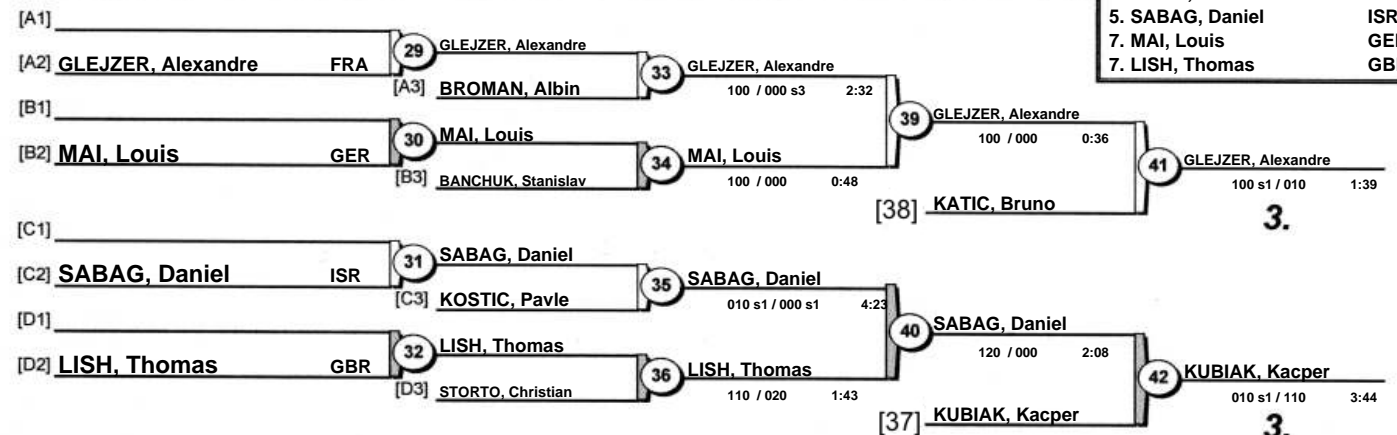 5. SABAG, Daniel ISR
7. MAI, Louis
7. LISH, Thomas
[A1]
[A2] GLEJZER, Alexandre FRA
29 GLEJZER, Alexandre
[A3] BROMAN, Albin
33 GLEJZER, Alexandre
100 / 000 s3 2:32
[B1]
[B2] MAI, Louis GER
30 MAI, Louis
[B3] BANCHUK, Stanislav
34 MAI, Louis
100 / 000 0:48
39 GLEJZER, Alexandre
100 / 000 0:36
[38] KATIC, Bruno
41 GLEJZER, Alexandre
100 s1 / 010 1:39
3.
[C1]
[C2] SABAG, Daniel ISR
31 SABAG, Daniel
[C3] KOSTIC, Pavle
35 SABAG, Daniel
010 s1 / 000 s1 4:23
[D1]
[D2] LISH, Thomas GBR
32 LISH, Thomas
[D3] STORTO, Christian
36 LISH, Thomas
110 / 020 1:43
40 SABAG, Daniel
120 / 000 2:08
[37] KUBIAK, Kacper
42 KUBIAK, Kacper
010 s1 / 110 3:44
3.